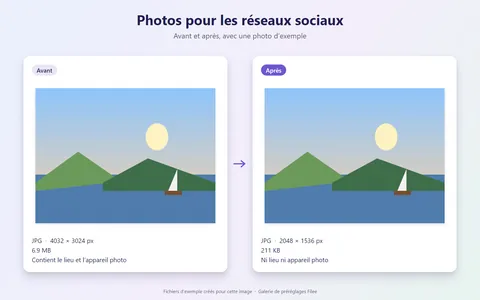 Photos pour les réseaux sociaux
Avant et après, avec une photo d'exemple
Avant
JPG · 4032 × 3024 px
6.9 MB
Contient le lieu et l'appareil photo
→
Après
JPG · 2048 × 1536 px
211 KB
Ni lieu ni appareil photo
Fichiers d'exemple créés pour cette image · Galerie de préréglages Filee